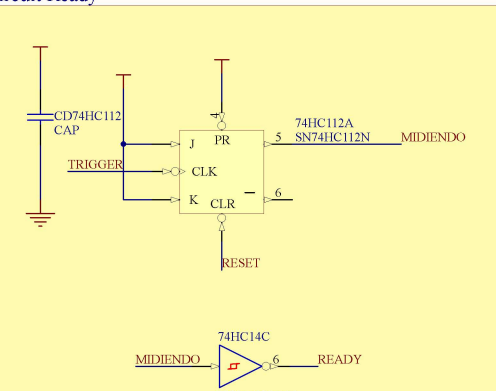 CD74HC112
CAP
TRIGGER
4
PR
J
CLK
K
CLR
5
6
74HC112A
SN74HC112N
MIDIENDO
RESET
74HC14C
MIDIENDO
6
READY